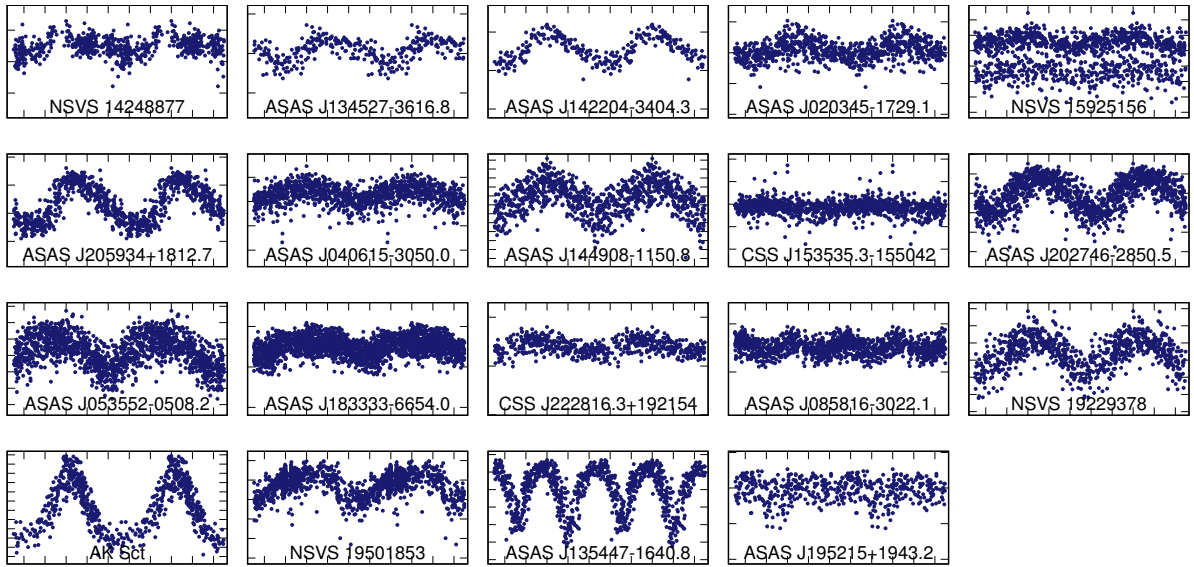 NSVS 14248877
ASAS J134527-3616.8
ASAS J142204-3404.3
ASAS J020345-1729.1
NSVS 15925156
ASAS J205934+1812.7
ASAS J040615-3050.0
ASAS J144908-1150.8
CSS J153535.3-155042
ASAS J202746-2850.5
ASAS J053552-0508.2
ASAS J183333-6654.0
CSS J222816.3+192154
ASAS J085816-3022.1
NSVS 19229378
AK Sct
NSVS 19501853
ASAS J135447-1640.8
ASAS J195215+1943.2